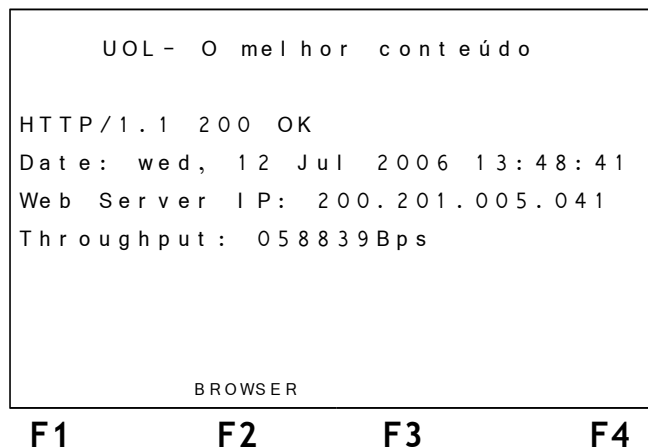 UOL- O melhor conteúdo
HTTP/1.1 200 OK
Date: wed, 12 Jul 2006 13:48:41
Web Server IP: 200.201.005.041
Throughput: 058839Bps
BROWSER
F1 F2 F3 F4